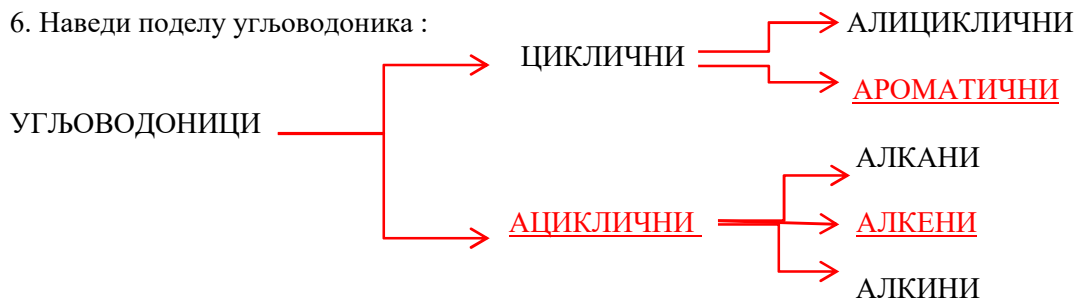 6. Наведи поделу угљоводоника :
АЛИЦИКЛИЧНИ
ЦИКЛИЧНИ
АРОМАТИЧНИ
УГЉОВОДОНИЦИ
АЛКАНИ
АЦИКЛИЧНИ
АЛКЕНИ
АЛКИНИ